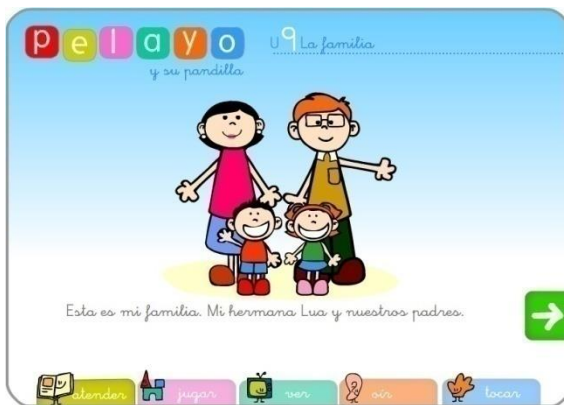 pelayo
y su pandilla
U 9 La familia
Esta es mi familia. Mi hermana Lua y nuestros padres.
atender
jugar
ver
oír
tocar